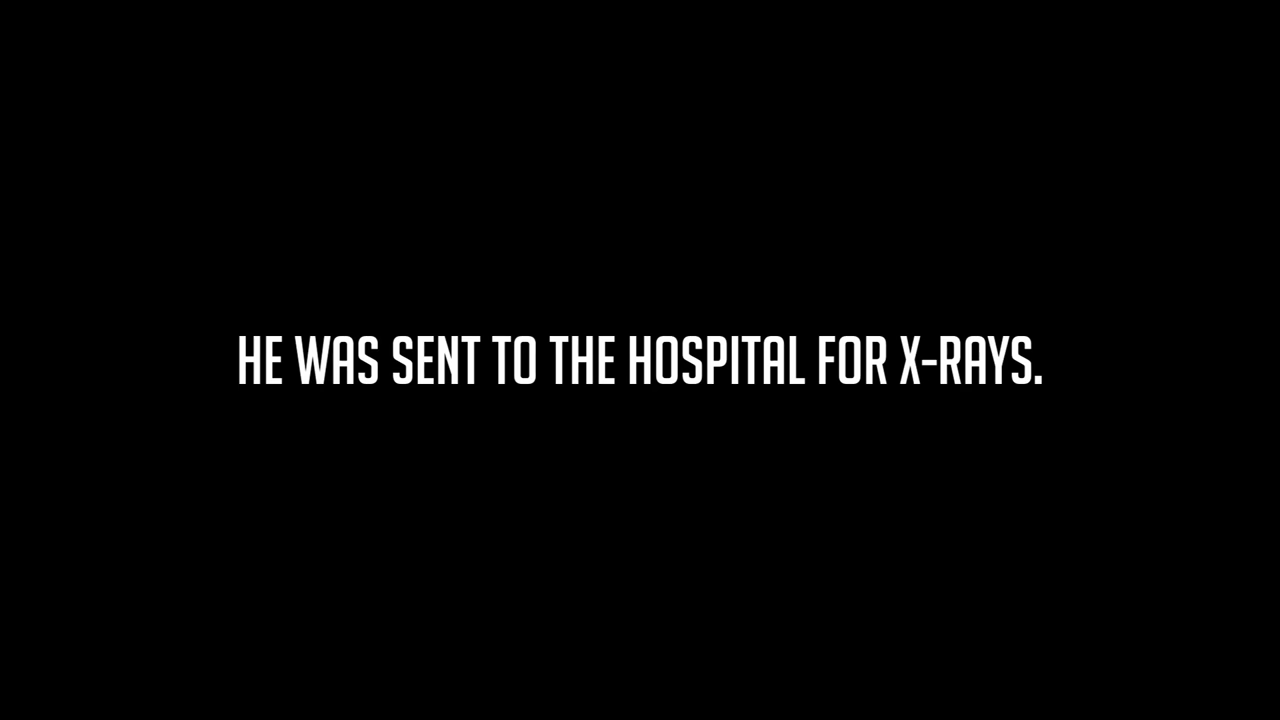 HE WAS SENT TO THE HOSPITAL FOR X-RAYS.